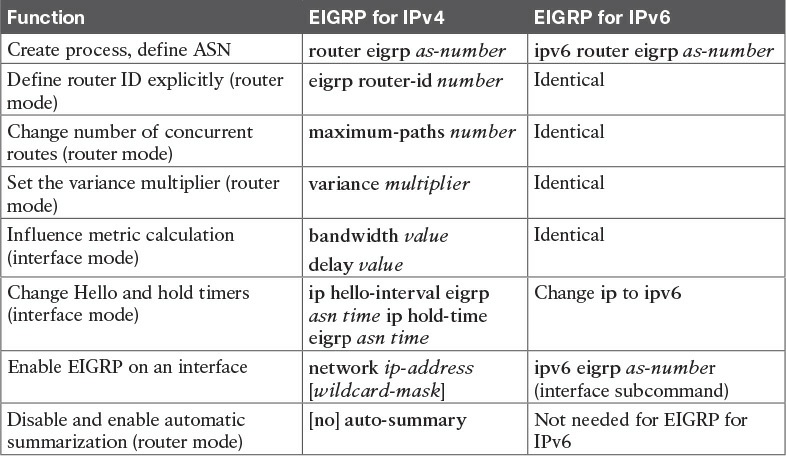 Function EIGRP for IPv4 EIGRP for IPv6
Create process, define ASN router eigrp as-number ipv6 router eigrp as-number
Define router ID explicitly (router eigrp router-id number Identical
mode)
Change number of concurrent maximum-paths number Identical
routes (router mode)
Set the variance multiplier (router variance multiplier Identical
mode)
Influence metric calculation bandwidth value Identical
(interface mode) delay value
Change Hello and hold timers ip hello-interval eigrp Change ip to ipv6
(interface mode) asn time ip hold-time
eigrp asn time
Enable EIGRP on an interface network ip-address ipv6 eigrp as-number
[wildcard-mask] (interface subcommand)
Disable and enable automatic [no] auto-summary Not needed for EIGRP for
summarization (router mode) IPv6